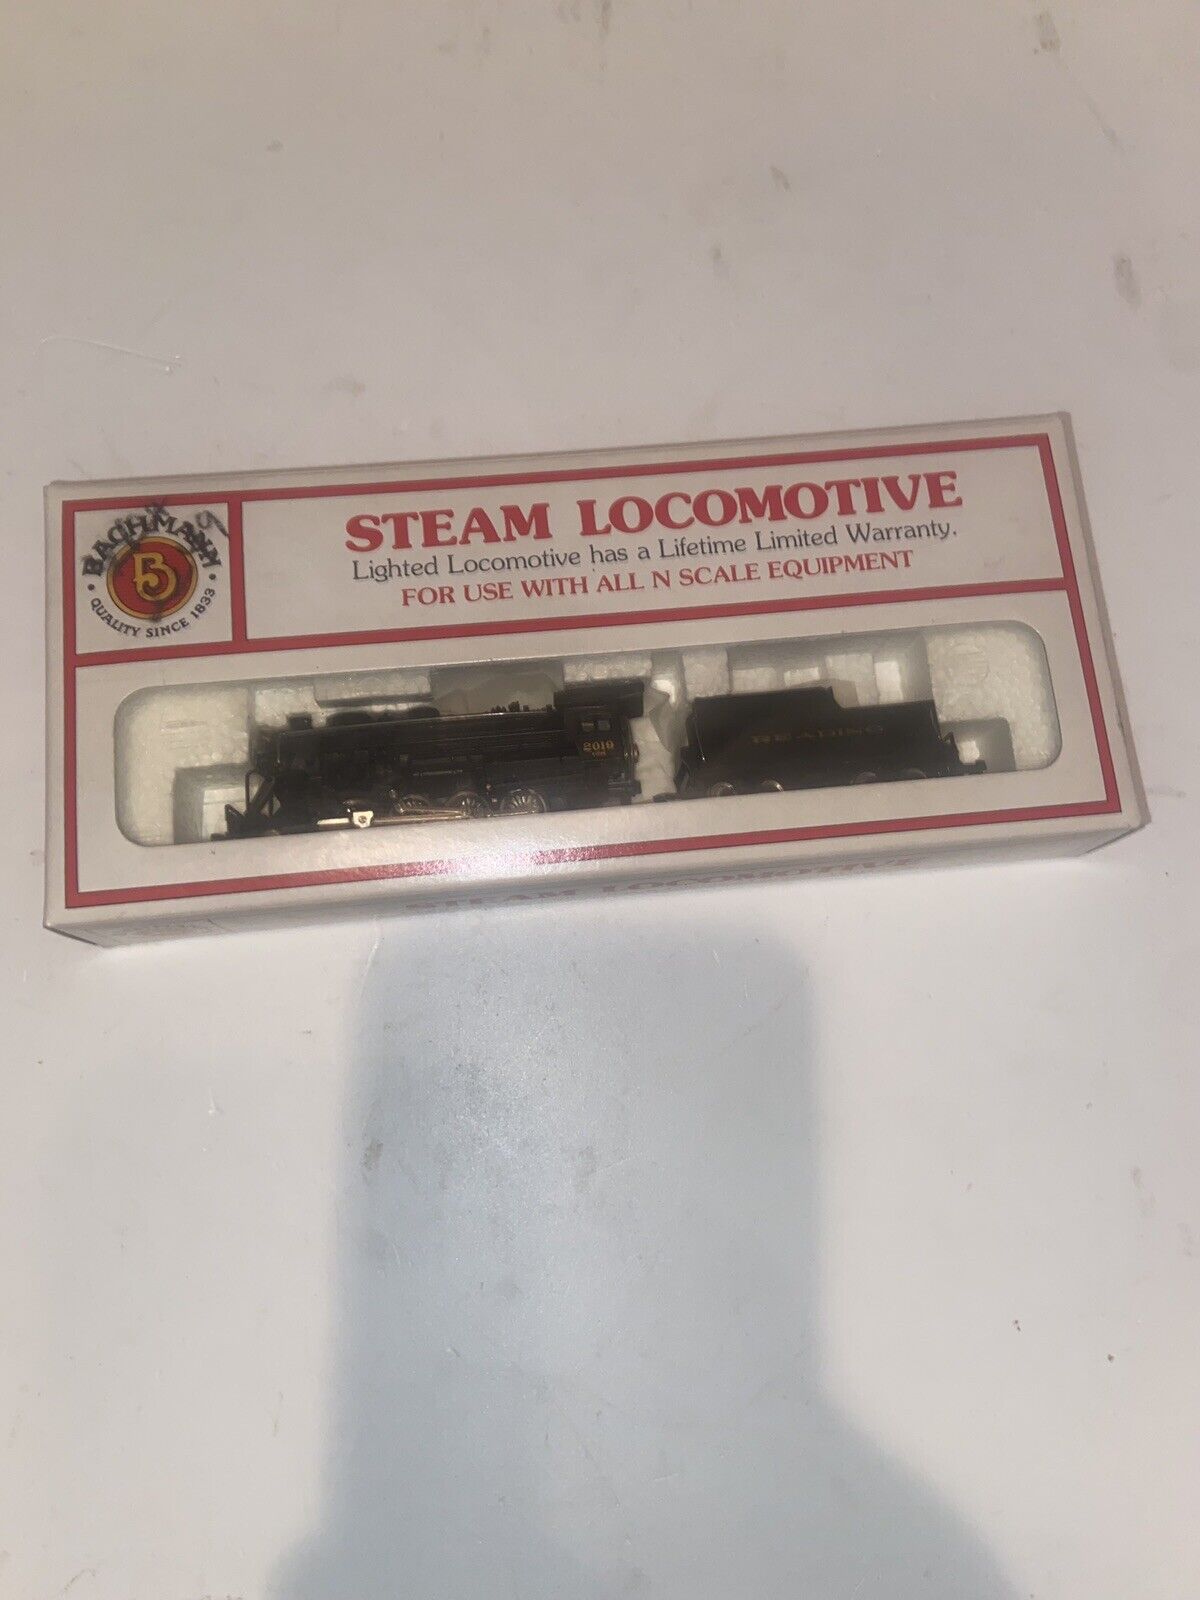 BACHMANN
B
QUALITY SINCE 1833
STEAM LOCOMOTIVE
Lighted Locomotive has a Lifetime Limited Warranty.
FOR USE WITH ALL N SCALE EQUIPMENT
2010
READING
STEAM LOCOMOTIVE